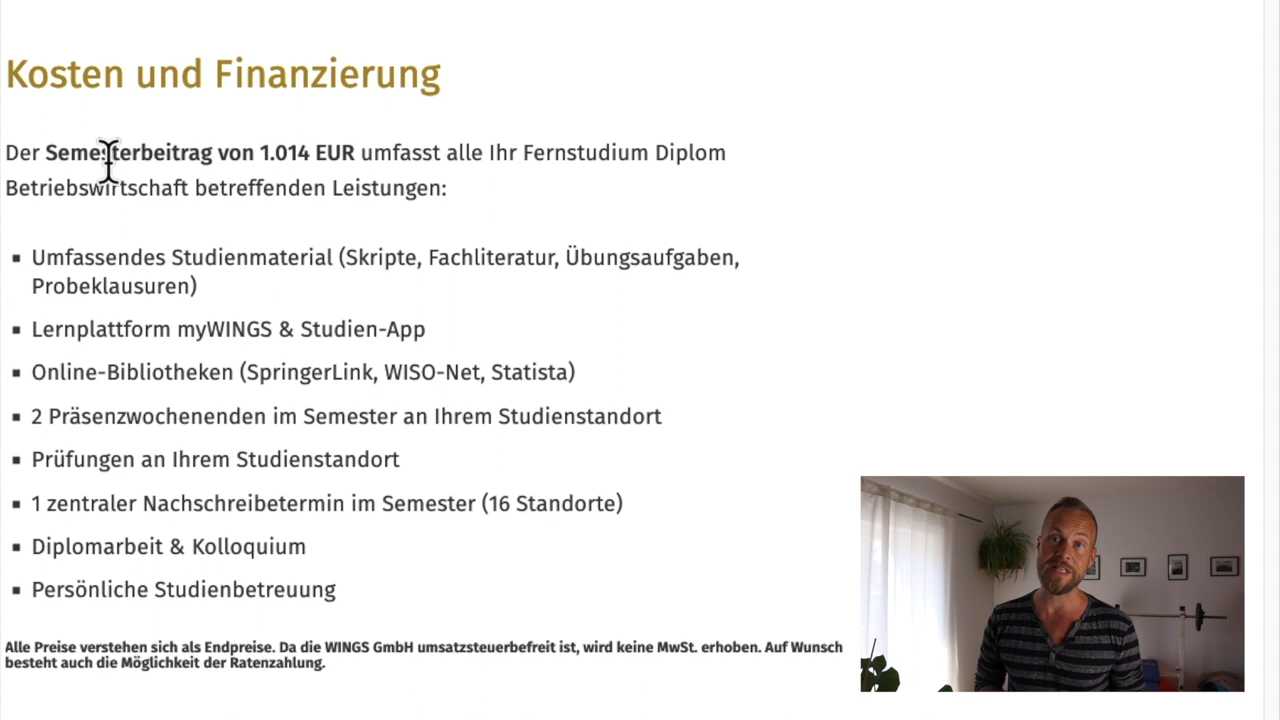 Kosten und Finanzierung
Der Semesterbeitrag von 1.014 EUR umfasst alle Ihr Fernstudium Diplom
Betriebswirtschaft betreffenden Leistungen:
▪ Umfassendes Studienmaterial (Skripte, Fachliteratur, Übungsaufgaben,
Probeklausuren)
▪ Lernplattform myWINGS & Studien-App
▪ Online-Bibliotheken (SpringerLink, WISO-Net, Statista)
▪ 2 Präsenzwochenenden im Semester an Ihrem Studienstandort
▪ Prüfungen an Ihrem Studienstandort
▪ 1 zentraler Nachschreibetermin im Semester (16 Standorte)
▪ Diplomarbeit & Kolloquium
▪ Persönliche Studienbetreuung
Alle Preise verstehen sich als Endpreise. Da die WINGS GmbH umsatzsteuerbefreit ist, wird keine MwSt. erhoben. Auf Wunsch
besteht auch die Möglichkeit der Ratenzahlung.